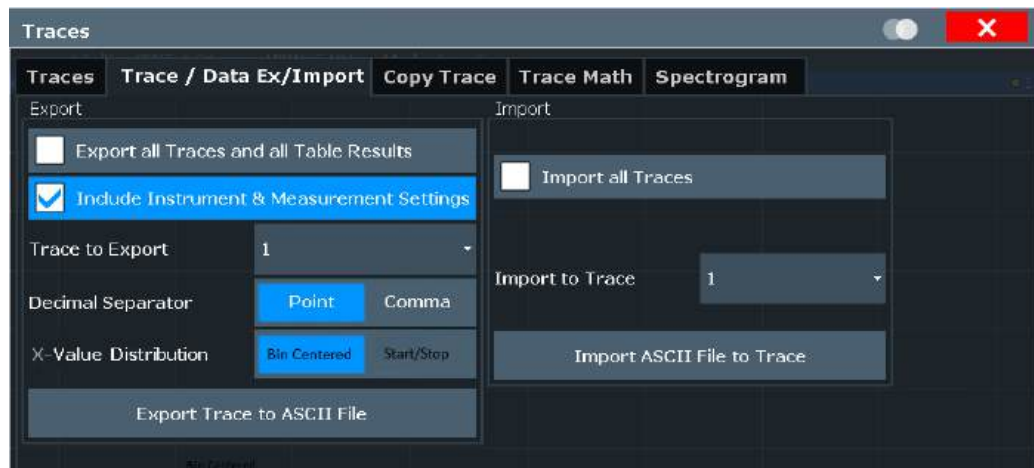 Traces
Traces Trace / Data Ex/Import Copy Trace Trace Math Spectrogram
Export
Import
Export all Traces and all Table Results
Import all Traces
Include Instrument & Measurement Settings
Trace to Export 1
Import to Trace 1
Decimal Separator Point Comma
X-Value Distribution Bin Centered Start/Stop
Import ASCII File to Trace
Export Trace to ASCII File
Bin Centered